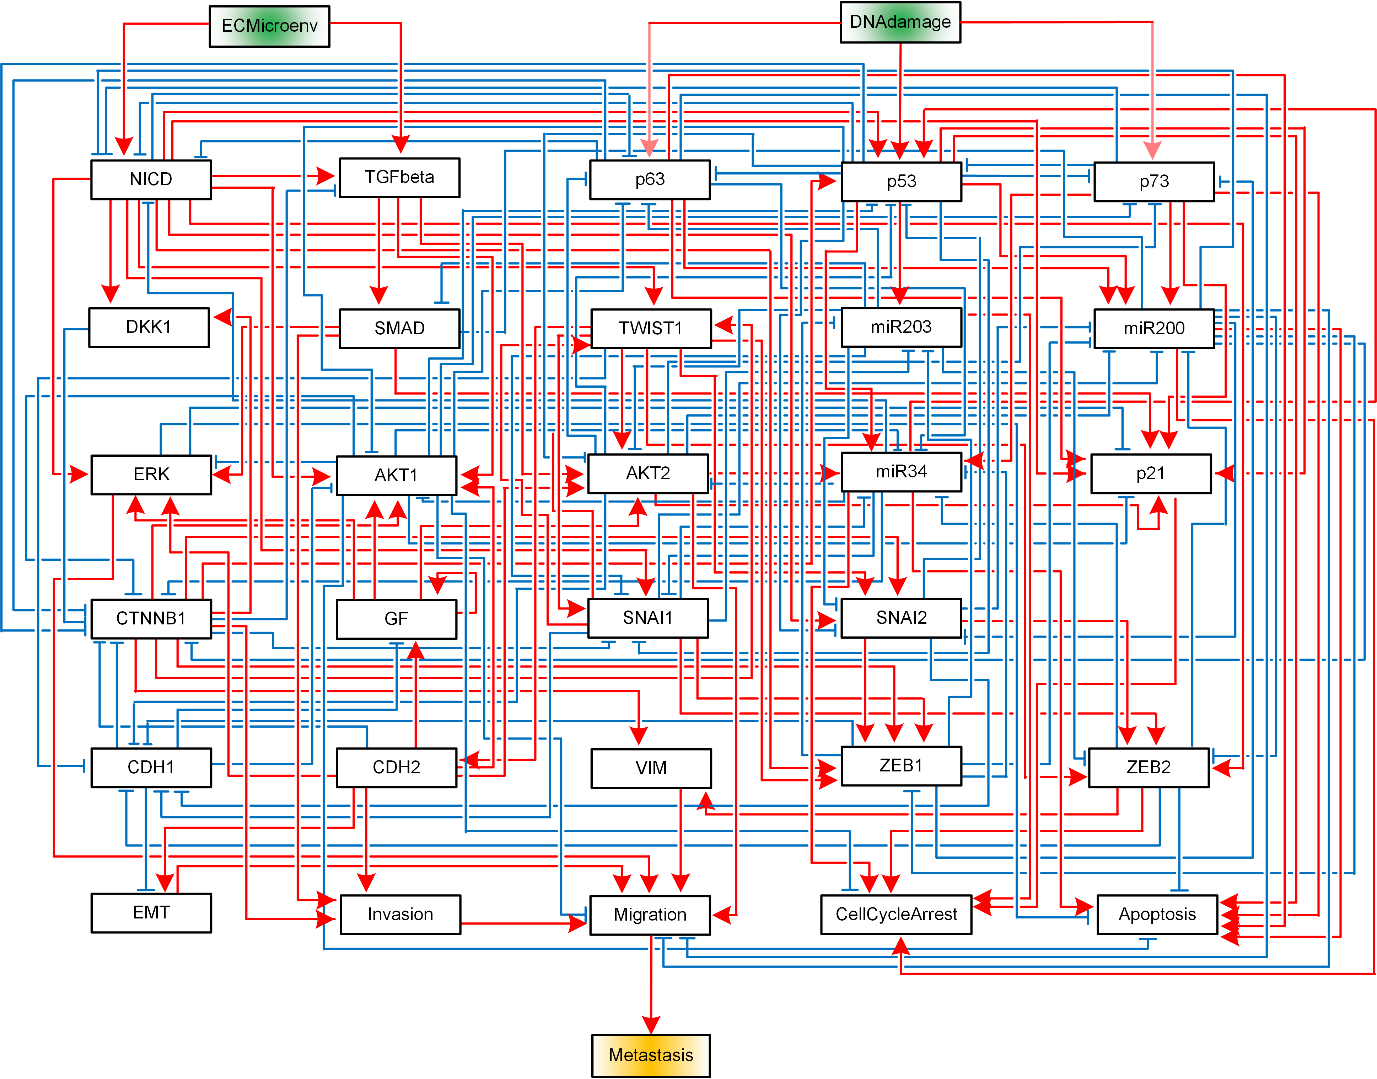 ECMicroenv
DNAdamage
NICD
TGFbeta
p63
p53
p73
DKK1
SMAD
TWIST1
miR203
miR200
ERK
AKT1
AKT2
miR34
p21
CTNNB1
GF
SNAI1
SNAI2
CDH1
CDH2
VIM
ZEB1
ZEB2
EMT
Invasion
Migration
CellCycleArrest
Apoptosis
Metastasis